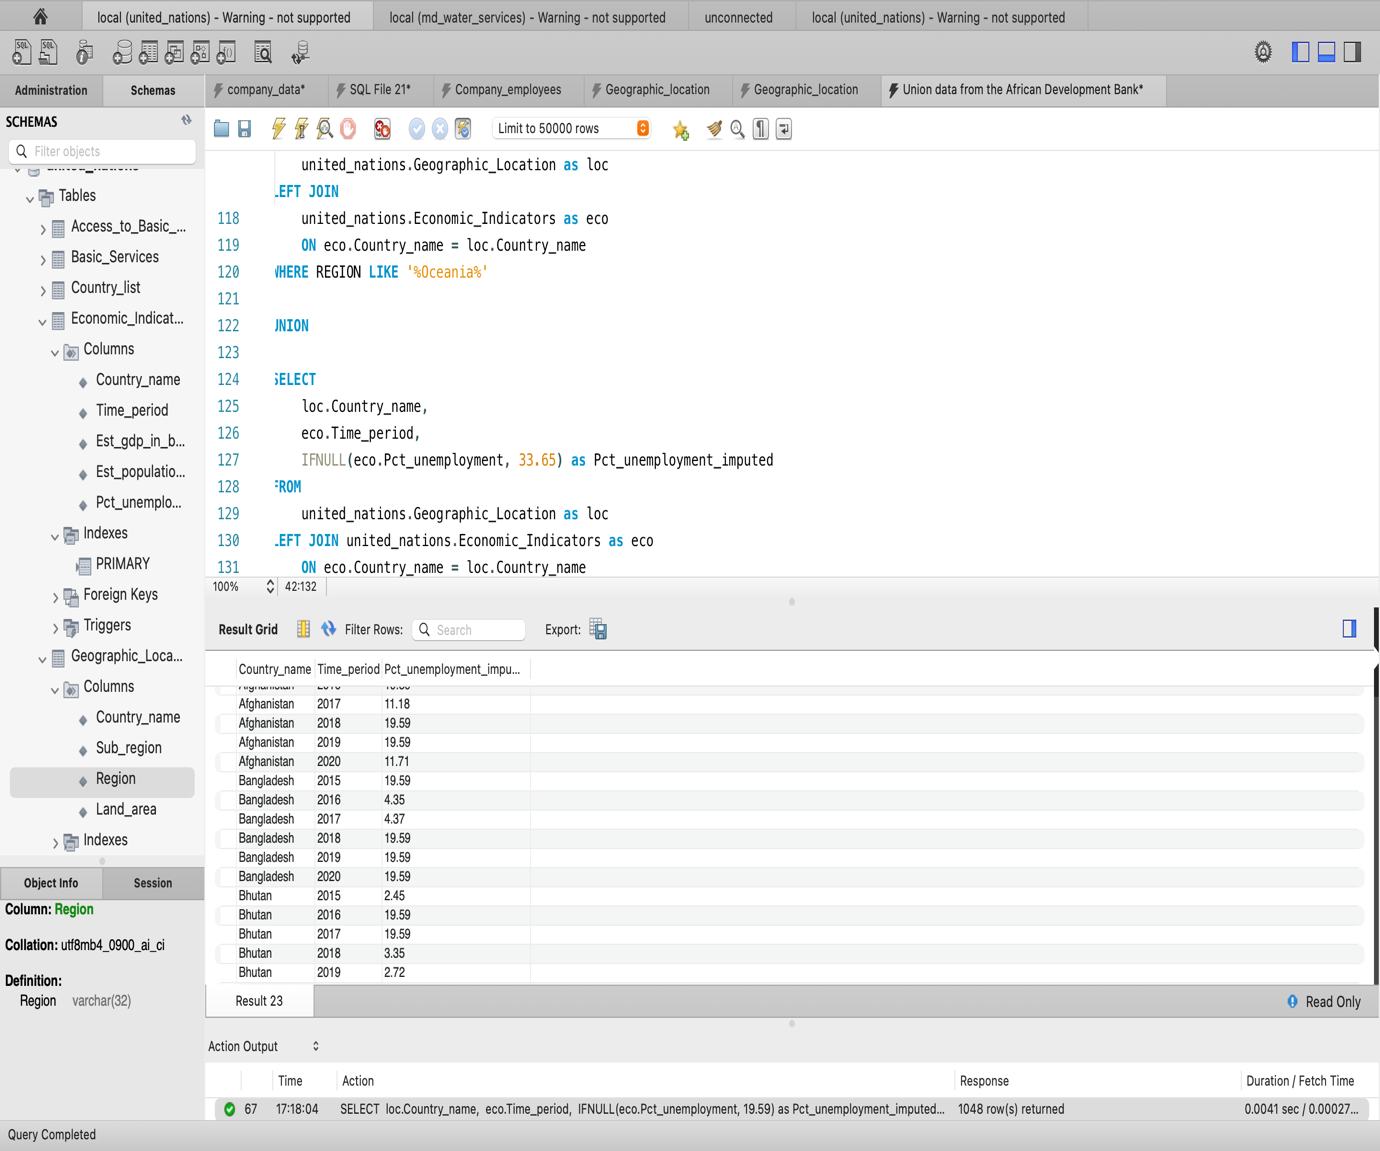 local (united_nations) - Warning - not supported
local (md_water_services) - Warning - not supported
unconnected
local (united_nations) - Warning - not supported
Administration
Schemas
company_data*
SQL File 21*
Company_employees
Geographic_location
Geographic_location
Union data from the African Development Bank*
SCHEMAS
Filter objects
united_nations
Tables
Access_to_Basic_...
Basic_Services
Country_list
Economic_Indicat...
Columns
Country_name
Time_period
Est_gdp_in_b...
Est_populatio...
Pct_unemplo...
Indexes
PRIMARY
Foreign Keys
Triggers
Geographic_Loca...
Columns
Country_name
Sub_region
Region
Land_area
Indexes
Object Info
Session
Column: Region
Collation: utf8mb4_0900_ai_ci
Definition:
Region varchar(32)
Limit to 50000 rows
united_nations.Geographic_Location as loc
LEFT JOIN
118 united_nations.Economic_Indicators as eco
119 ON eco.Country_name = loc.Country_name
120 WHERE REGION LIKE '%Oceania%'
121
122 UNION
123
124 SELECT
125 loc.Country_name,
126 eco.Time_period,
127 IFNULL(eco.Pct_unemployment, 33.65) as Pct_unemployment_imputed
128 FROM
129 united_nations.Geographic_Location as loc
130 LEFT JOIN united_nations.Economic_Indicators as eco
131 ON eco.Country_name = loc.Country_name
100% 42:132
Result Grid Filter Rows: Search Export:
Country_name Time_period Pct_unemployment_impu...
Afghanistan
Afghanistan 2017 11.18
Afghanistan 2018 19.59
Afghanistan 2019 19.59
Afghanistan 2020 11.71
Bangladesh 2015 19.59
Bangladesh 2016 4.35
Bangladesh 2017 4.37
Bangladesh 2018 19.59
Bangladesh 2019 19.59
Bangladesh 2020 19.59
Bhutan 2015 2.45
Bhutan 2016 19.59
Bhutan 2017 19.59
Bhutan 2018 3.35
Bhutan 2019 2.72
Result 23
Read Only
Action Output
Time Action Response Duration / Fetch Time
67 17:18:04 SELECT loc.Country_name, eco.Time_period, IFNULL(eco.Pct_unemployment, 19.59) as Pct_unemployment_imputed... 1048 row(s) returned 0.0041 sec / 0.00027...
Query Completed